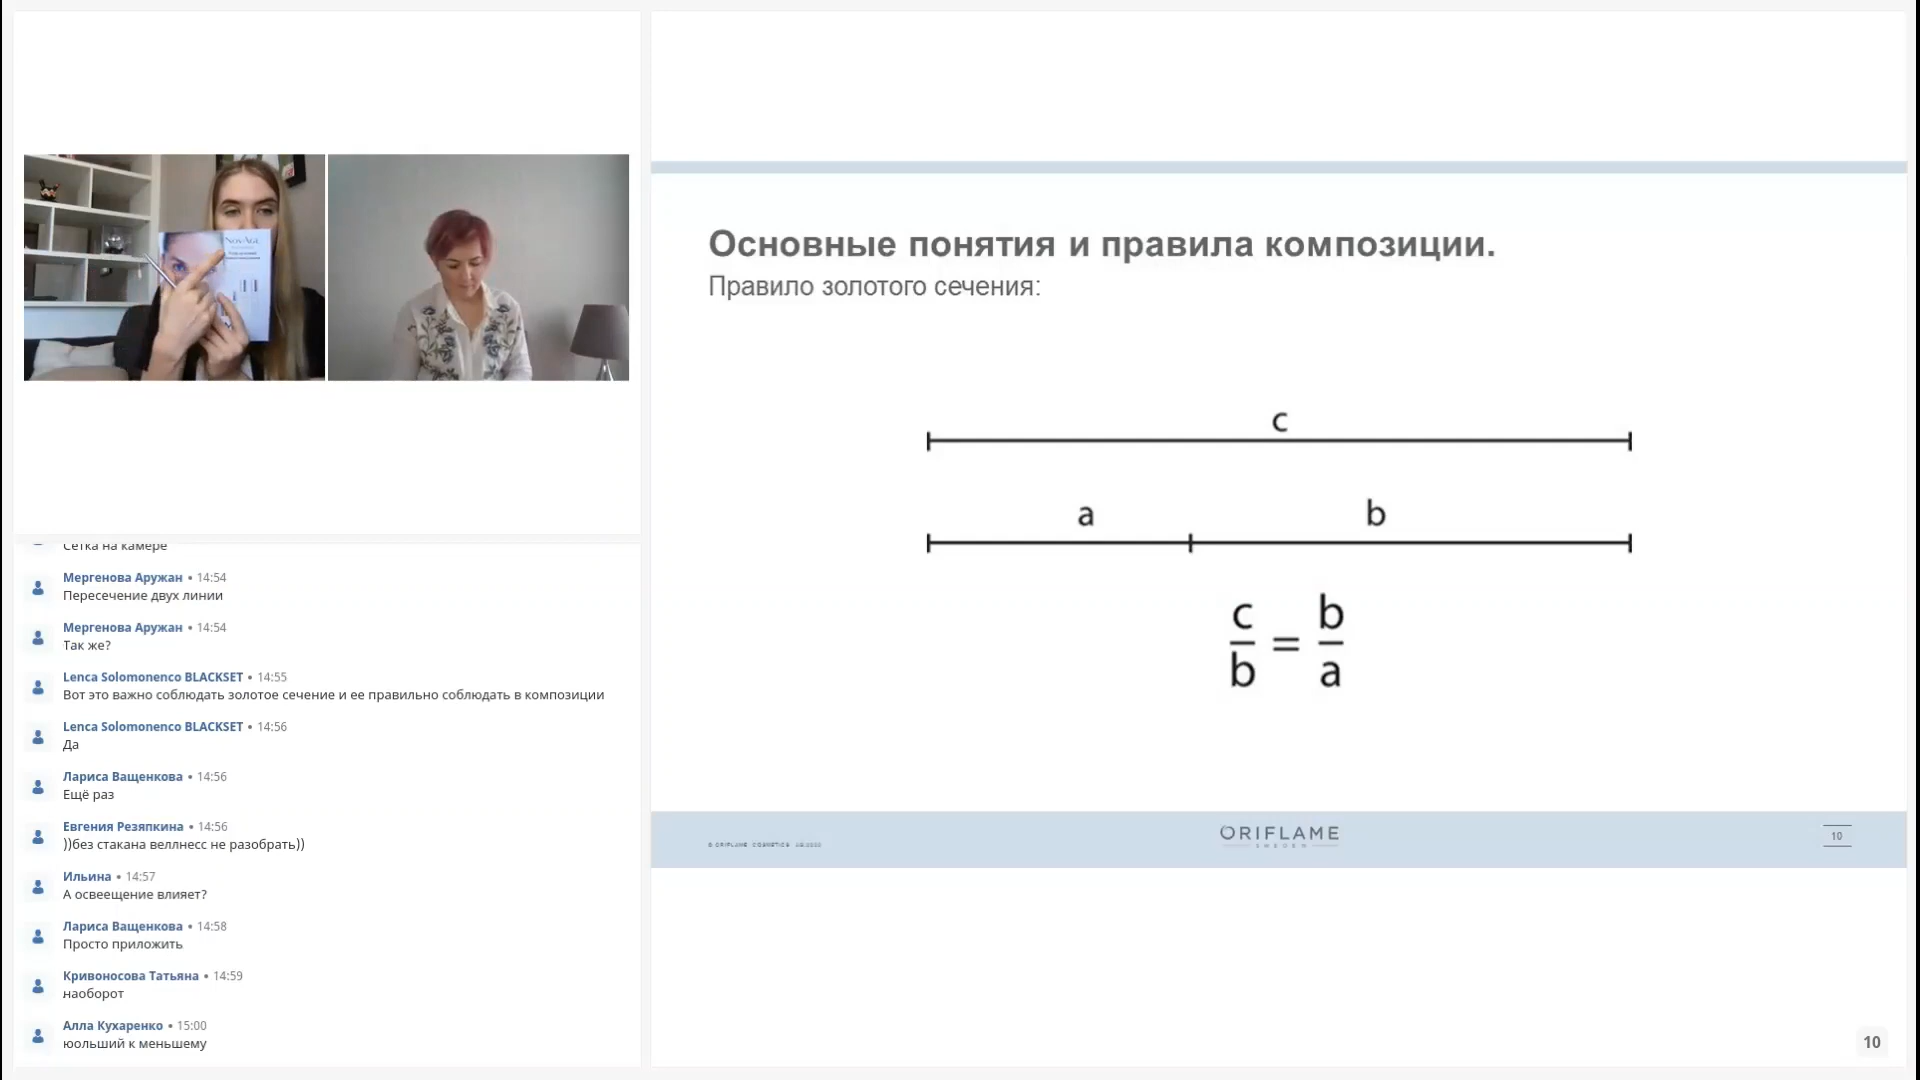 NOVAGE
Сетка на камере
Мергенова Аружан • 14:54
Пересечение двух линии
Мергенова Аружан • 14:54
Так же?
Lenca Solomonenco BLACKSET • 14:55
Вот это важно соблюдать золотое сечение и ее правильно соблюдать в композиции
Lenca Solomonenco BLACKSET • 14:56
Да
Лариса Ващенкова • 14:56
Ещё раз
Евгения Резяпкина • 14:56
))без стакана веллнесс не разобрать))
Ильина • 14:57
А освеещение влияет?
Лариса Ващенкова • 14:58
Просто приложить
Кривоносова Татьяна • 14:59
наоборот
Алла Кухаренко • 15:00
юольший к меньшему
Основные понятия и правила композиции.
Правило золотого сечения:
c
a b
c/b = b/a
© ORIFLAME COSMETICS
ORIFLAME
SWEDEN
10
10